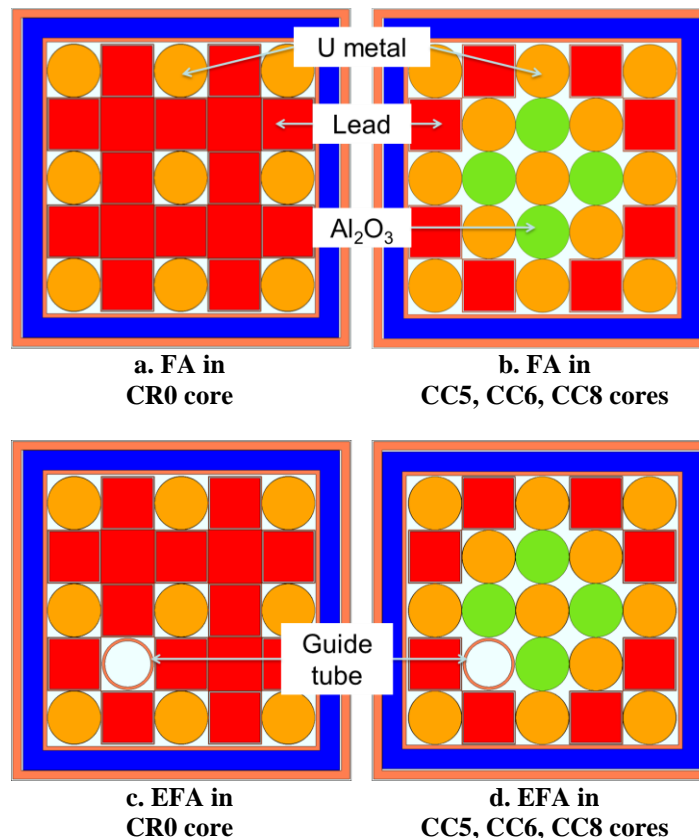 U metal
Lead
Al₂O₃
a. FA in
CR0 core
b. FA in
CC5, CC6, CC8 cores
Guide
tube
c. EFA in
CR0 core
d. EFA in
CC5, CC6, CC8 cores